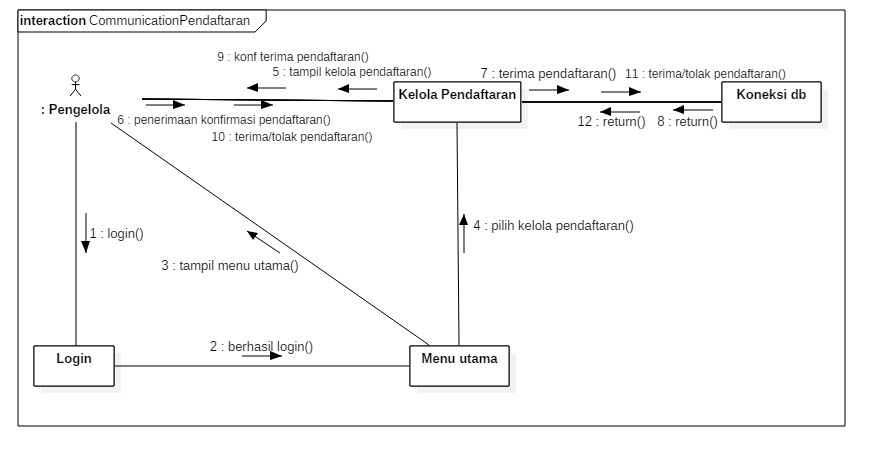 interaction CommunicationPendaftaran
9 : konf terima pendaftaran()
5 : tampil kelola pendaftaran()
7 : terima pendaftaran()
11 : terima/tolak pendaftaran()
: Pengelola
Kelola Pendaftaran
Koneksi db
6 : penerimaan konfirmasi pendaftaran()
12 : return()
8 : return()
10 : terima/tolak pendaftaran()
1 : login()
4 : pilih kelola pendaftaran()
3 : tampil menu utama()
2 : berhasil login()
Login
Menu utama